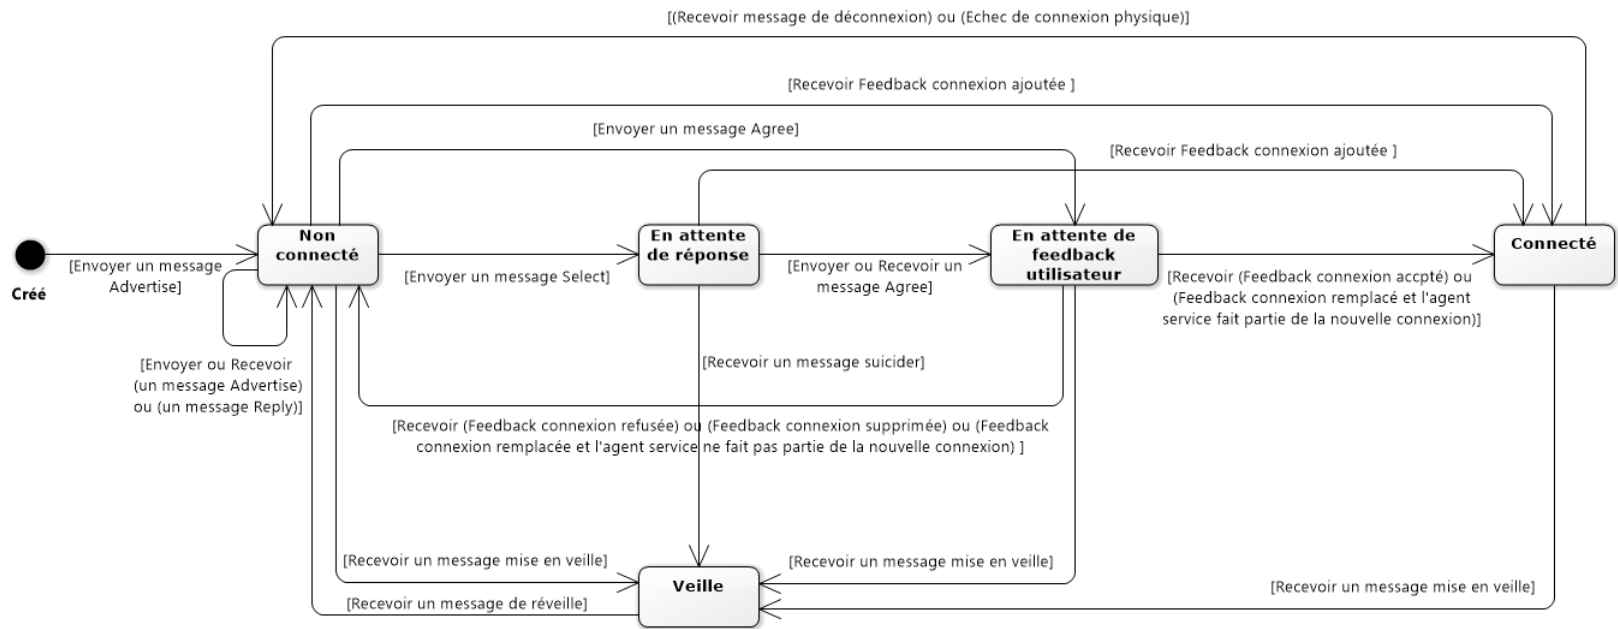 [(Recevoir message de déconnexion) ou (Echec de connexion physique)]
[Recevoir Feedback connexion ajoutée ]
[Envoyer un message Agree]
[Recevoir Feedback connexion ajoutée ]
Créé
[Envoyer un message
Advertise]
Non
connecté
[Envoyer un message Select]
En attente
de réponse
[Envoyer ou Recevoir un
message Agree]
En attente de
feedback
utilisateur
[Recevoir (Feedback connexion accpté) ou
(Feedback connexion remplacé et l'agent
service fait partie de la nouvelle connexion)]
Connecté
[Envoyer ou Recevoir
(un message Advertise)
ou (un message Reply)]
[Recevoir un message suicider]
[Recevoir (Feedback connexion refusée) ou (Feedback connexion supprimée) ou (Feedback
connexion remplacée et l'agent service ne fait pas partie de la nouvelle connexion) ]
[Recevoir un message mise en veille]
[Recevoir un message de réveille]
Veille
[Recevoir un message mise en veille]
[Recevoir un message mise en veille]